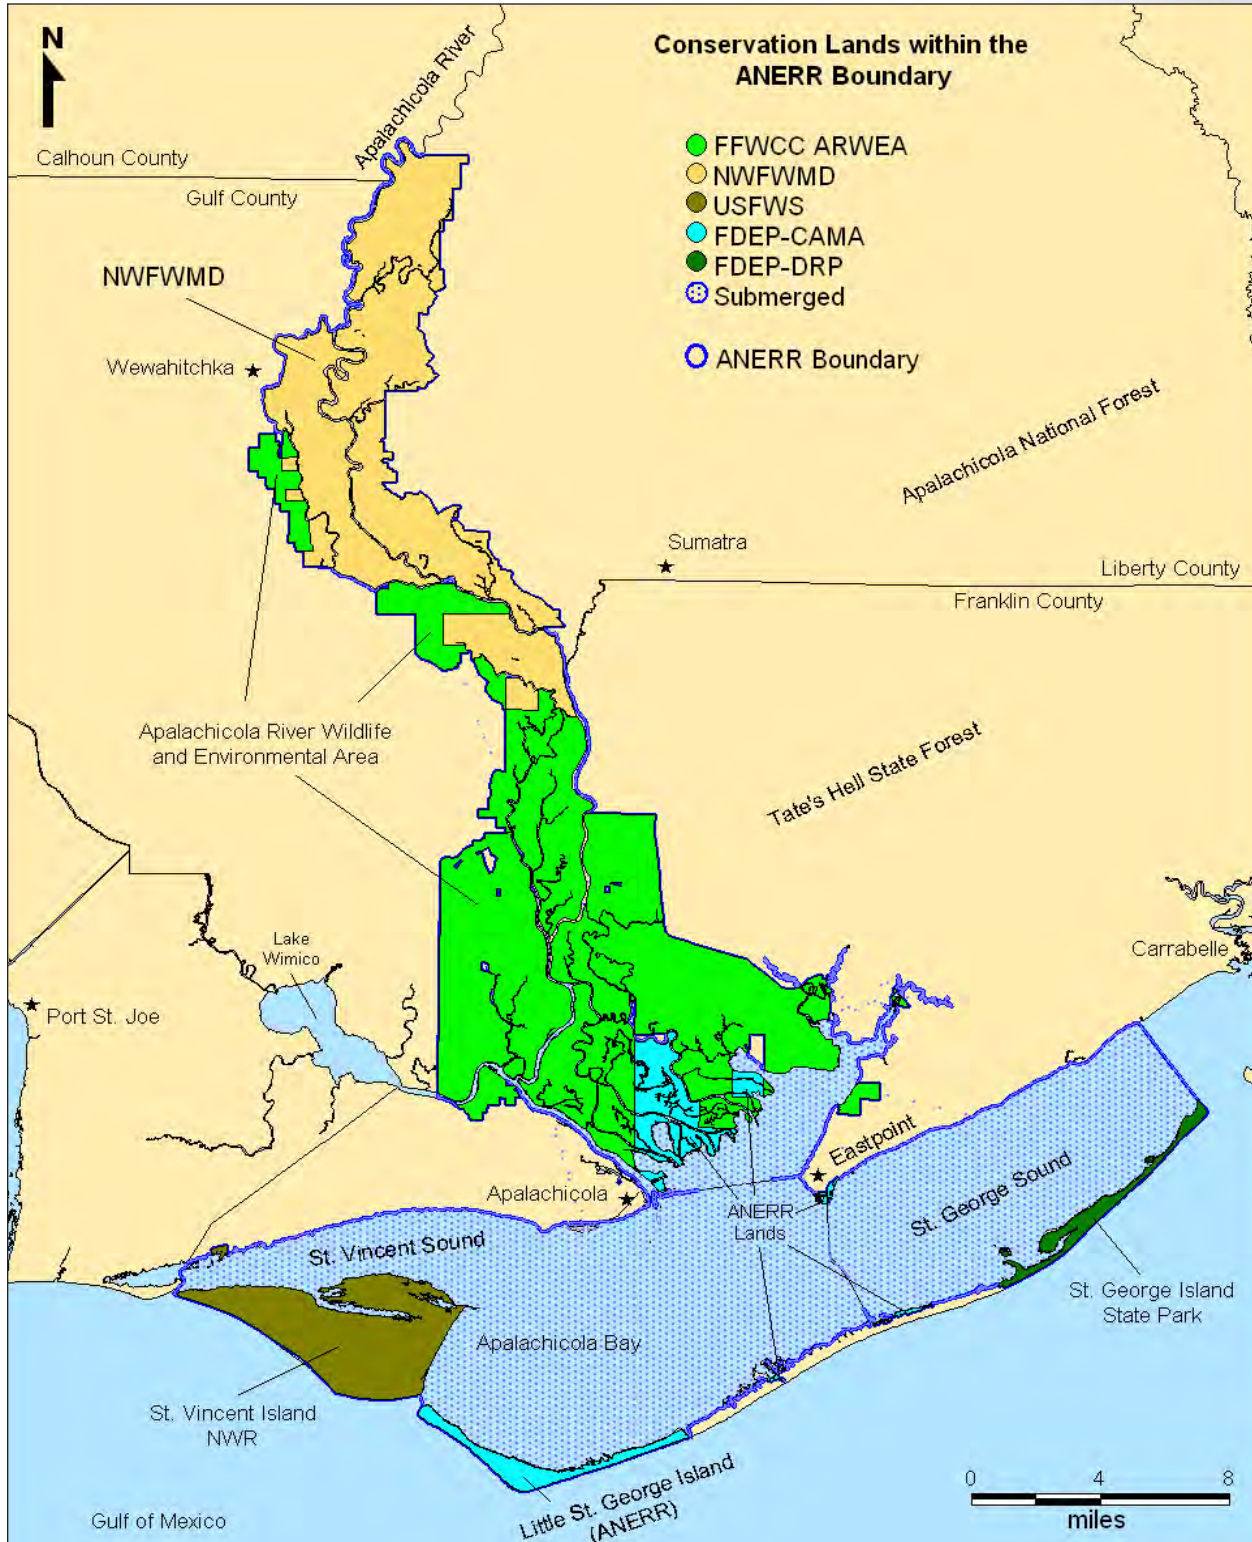 N
Apalachicola River
Conservation Lands within the
ANERR Boundary
FFWCC ARWEA
NWFWMD
USFWS
FDEP-CAMA
FDEP-DRP
Submerged
ANERR Boundary
Calhoun County
Gulf County
NWFWMD
Wewahitchka
Apalachicola National Forest
Sumatra
Liberty County
Franklin County
Apalachicola River Wildlife
and Environmental Area
Tate's Hell State Forest
Lake
Wimico
Carrabelle
Port St. Joe
Eastpoint
Apalachicola
ANERR
Lands
St. George Sound
St. Vincent Sound
St. George Island
State Park
Apalachicola Bay
St. Vincent Island
NWR
Little St. George Island
(ANERR)
Gulf of Mexico
0 4 8
miles